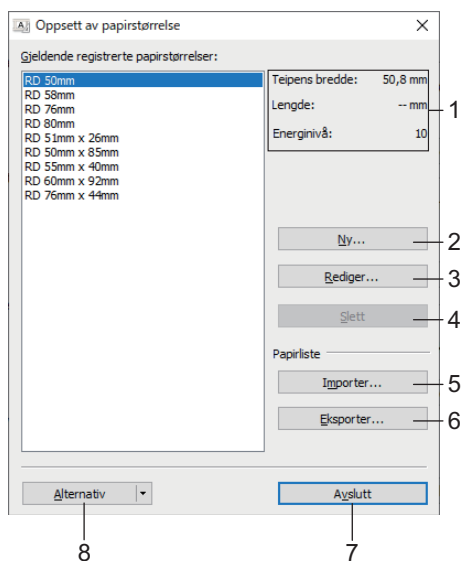 Oppsett av papirstørrelse
Gjeldende registrerte papirstørrelser:
RD 50mm
RD 58mm
RD 76mm
RD 80mm
RD 51mm x 26mm
RD 50mm x 85mm
RD 55mm x 40mm
RD 60mm x 92mm
RD 76mm x 44mm
Teipens bredde: 50,8 mm
Lengde: -- mm
Energinivå: 10
1
Ny... 2
Rediger... 3
Slett 4
Papirliste
Importer... 5
Eksporter... 6
Alternativ
Avslutt
8
7